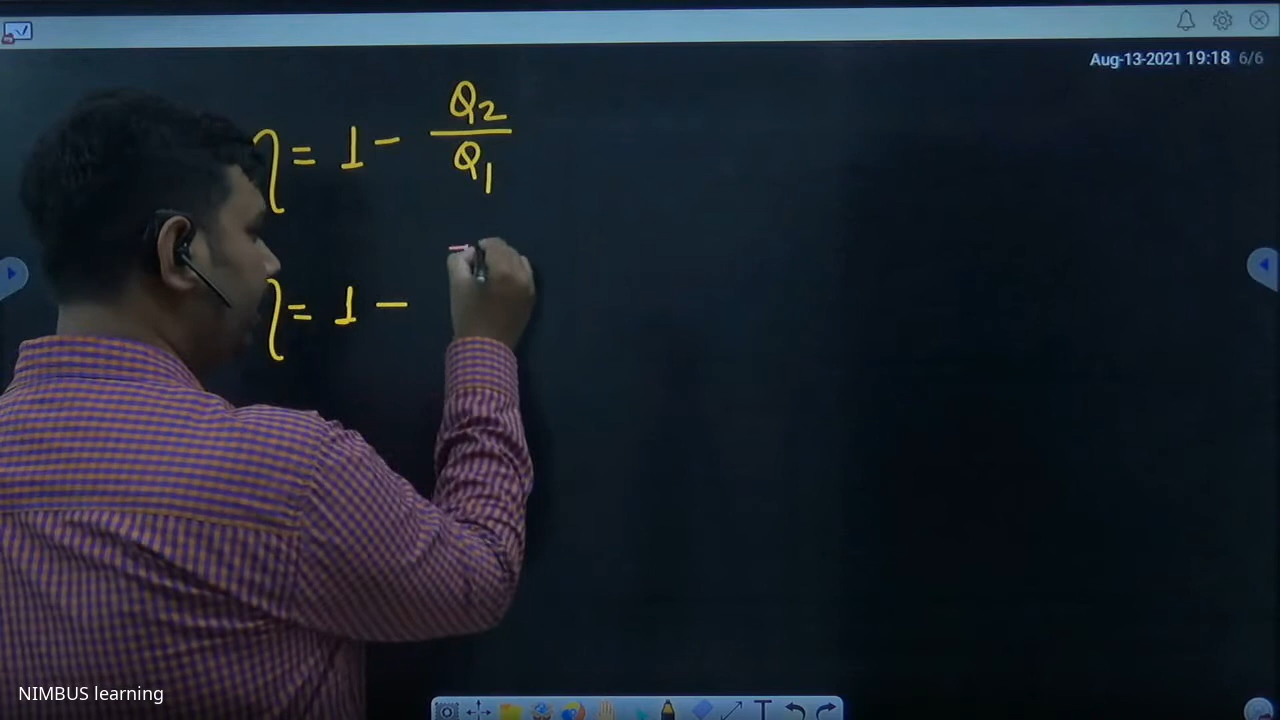 Aug-13-2021 19:18 6/6
η = 1 - Q2/Q1
η = 1 -
NIMBUS learning